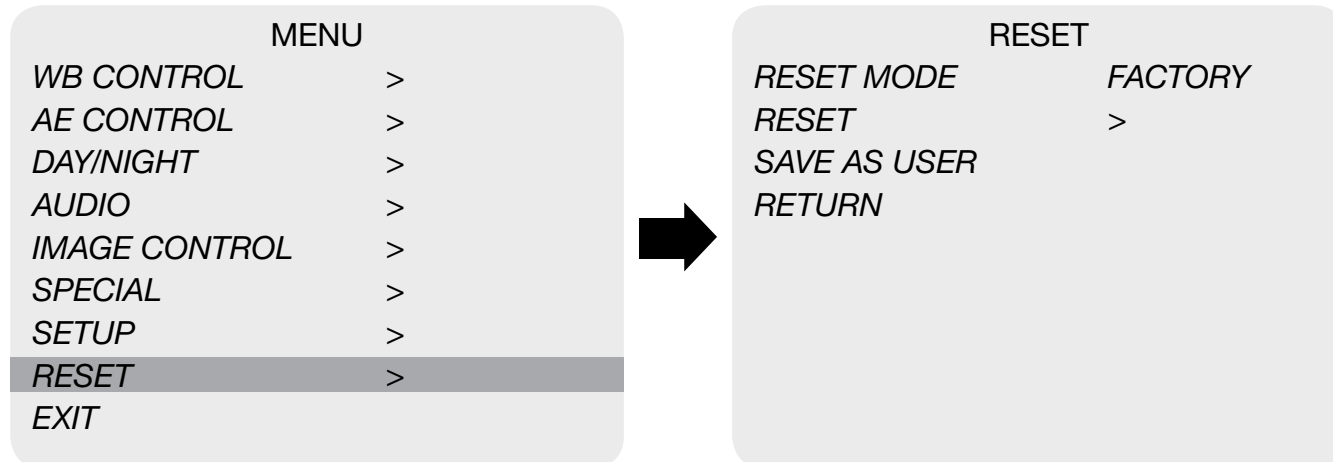 MENU
WB CONTROL >
AE CONTROL >
DAY/NIGHT >
AUDIO >
IMAGE CONTROL >
SPECIAL >
SETUP >
RESET >
EXIT
RESET
RESET MODE FACTORY
RESET >
SAVE AS USER
RETURN